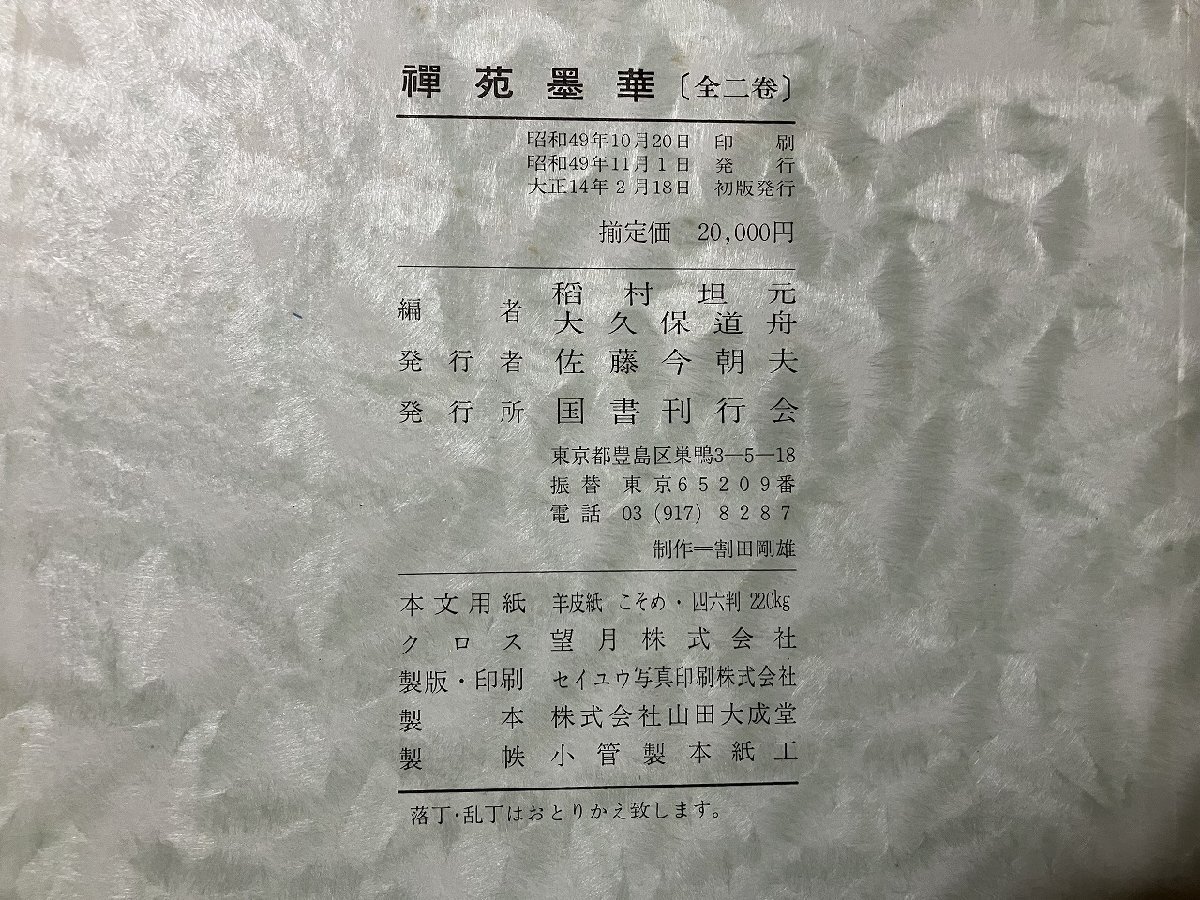 禪苑墨華〔全二巻〕
昭和49年10月20日 印刷
昭和49年11月1日 発行
大正14年2月18日 初版発行
揃定価 20,000円
編者 稻村坦元
大久保道舟
発行者 佐藤今朝夫
発行所 国書刊行会
東京都豊島区巣鴨3—5—18
振替 東京65209番
電話 03(917)8287
制作＝割田剛雄
本文用紙 羊皮紙 こそめ・四六判220kg
クロス 望月株式会社
製版・印刷 セイユウ写真印刷株式会社
製本 株式会社山田大成堂
製帙 小管製本紙工
落丁・乱丁はおとりかえ致します。